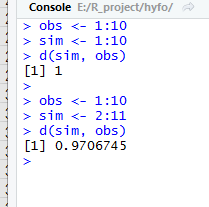 Console E:/R_project/hyfo/
> obs <- 1:10
> sim <- 1:10
> d(sim, obs)
[1] 1
>
> obs <- 1:10
> sim <- 2:11
> d(sim, obs)
[1] 0.9706745
>